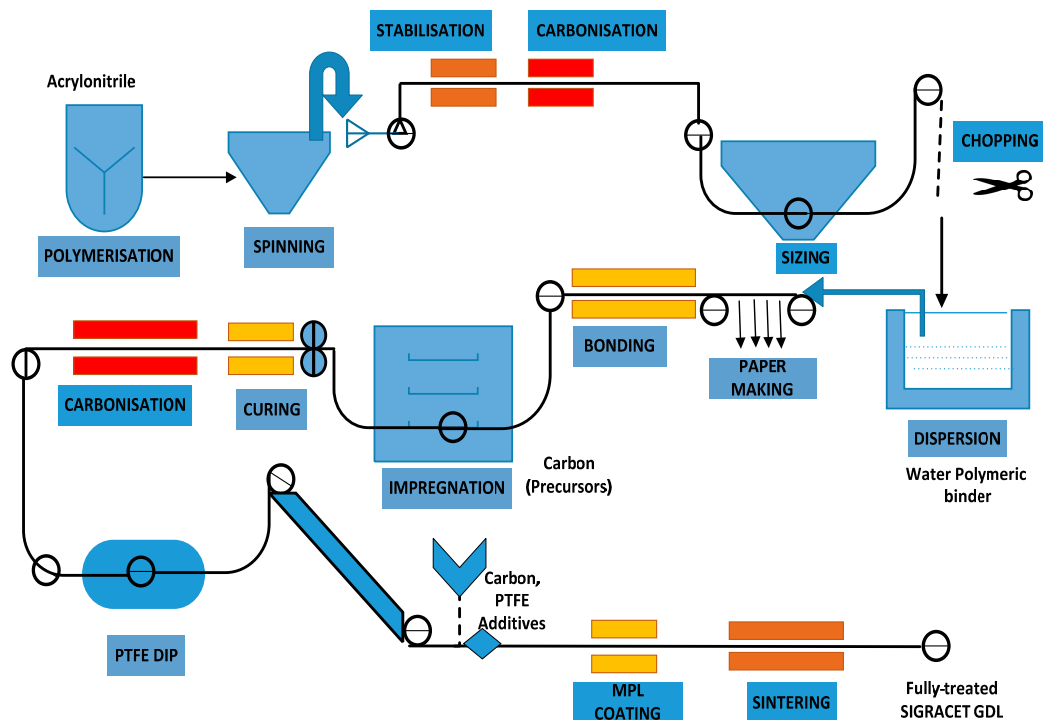 STABILISATION
CARBONISATION
Acrylonitrile
CHOPPING
POLYMERISATION
SPINNING
SIZING
BONDING
PAPER
MAKING
DISPERSION
Water Polymeric
binder
CARBONISATION
CURING
IMPREGNATION
Carbon
(Precursors)
PTFE DIP
Carbon,
PTFE
Additives
MPL
COATING
SINTERING
Fully-treated
SIGRACET GDL